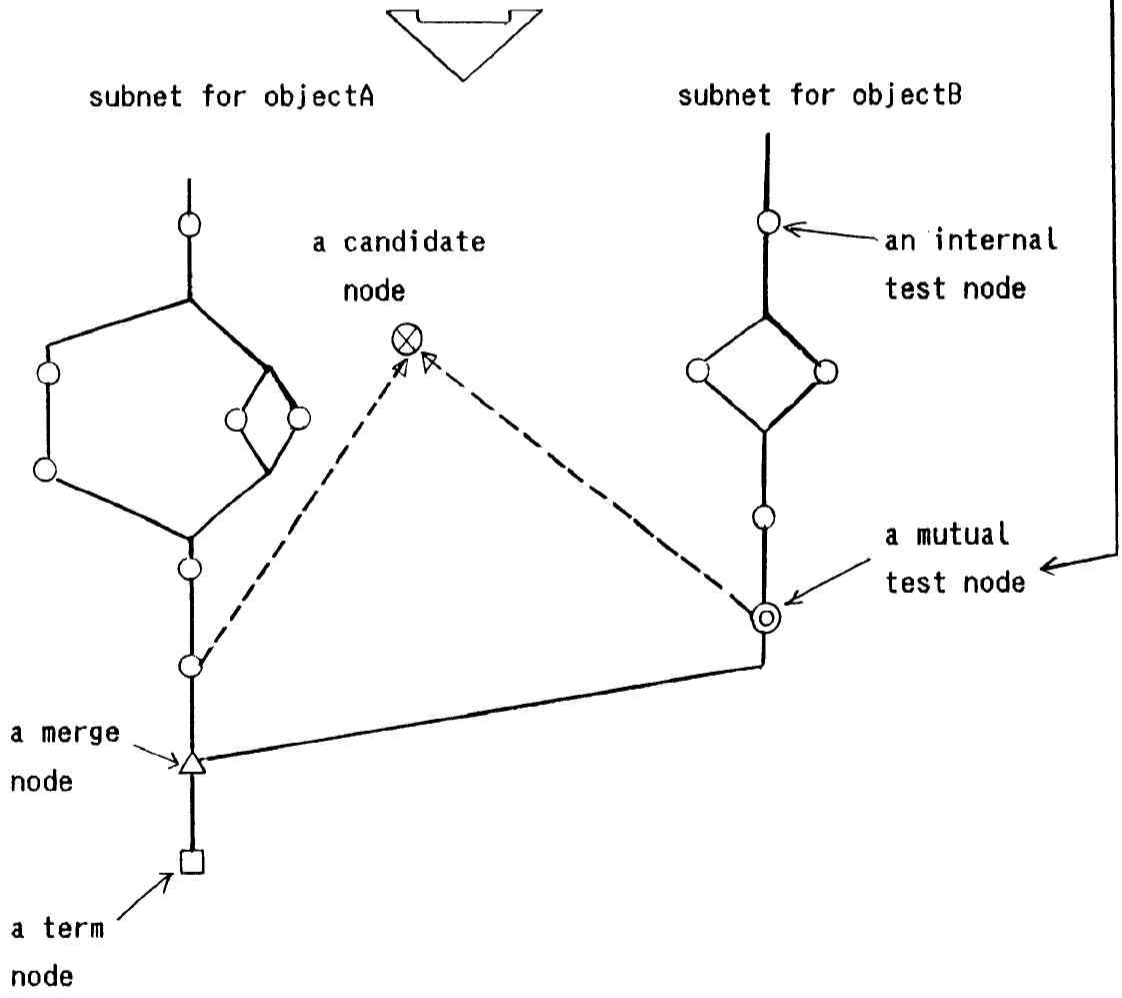 subnet for objectA
subnet for objectB
a candidate
node
an internal
test node
a mutual
test node
a merge
node
a term
node